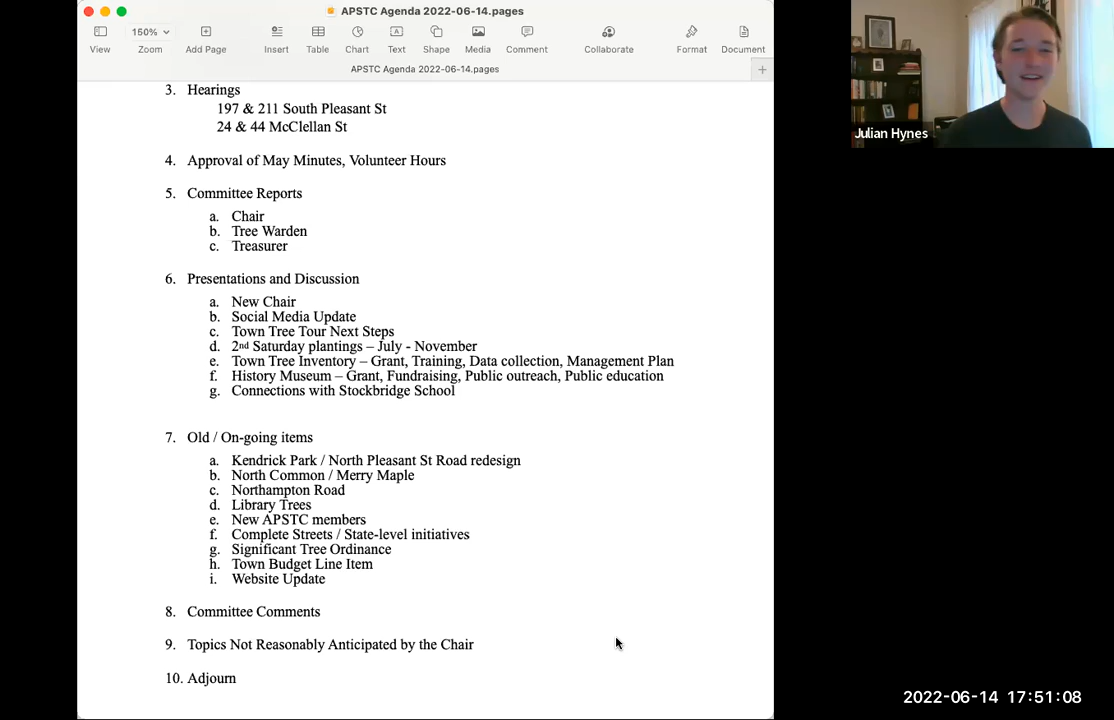 APSTC Agenda 2022-06-14.pages
150%
View
Zoom
Add Page
Insert
Table
Chart
Text
Shape
Media
Comment
Collaborate
Format
Document
APSTC Agenda 2022-06-14.pages
3. Hearings
197 & 211 South Pleasant St
24 & 44 McClellan St
4. Approval of May Minutes, Volunteer Hours
5. Committee Reports
a. Chair
b. Tree Warden
c. Treasurer
6. Presentations and Discussion
a. New Chair
b. Social Media Update
c. Town Tree Tour Next Steps
d. 2nd Saturday plantings – July - November
e. Town Tree Inventory – Grant, Training, Data collection, Management Plan
f. History Museum – Grant, Fundraising, Public outreach, Public education
g. Connections with Stockbridge School
7. Old / On-going items
a. Kendrick Park / North Pleasant St Road redesign
b. North Common / Merry Maple
c. Northampton Road
d. Library Trees
e. New APSTC members
f. Complete Streets / State-level initiatives
g. Significant Tree Ordinance
h. Town Budget Line Item
i. Website Update
8. Committee Comments
9. Topics Not Reasonably Anticipated by the Chair
10. Adjourn
Julian Hynes
2022-06-14 17:51:08